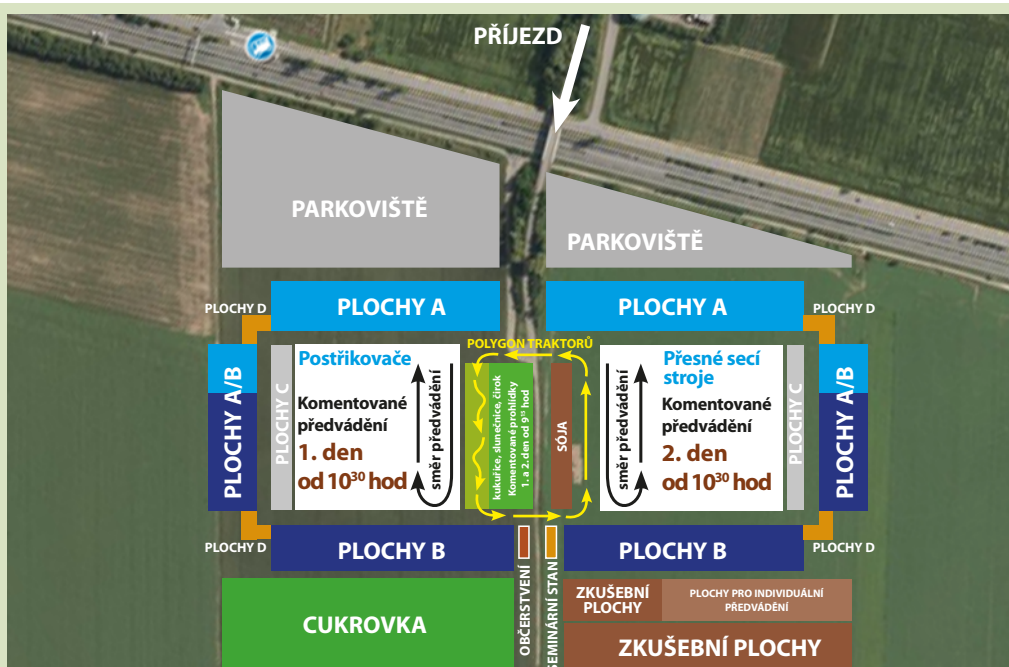 PŘÍJEZD
PARKOVIŠTĚ
PARKOVIŠTĚ
PLOCHY D
PLOCHY A
PLOCHY A
PLOCHY D
POLYGON TRAKTORŮ
PLOCHY A/B
PLOCHY C
Postřikovače
Komentované
předvádění
1. den
od 10³⁰ hod
směr předvádění
kukuřice, slunečnice, čirok
Komentované prohlídky
1. a 2. den od 9¹⁵ hod
SÓJA
směr předvádění
Přesné secí
stroje
Komentované
předvádění
2. den
od 10³⁰ hod
PLOCHY C
PLOCHY A/B
PLOCHY D
PLOCHY B
PLOCHY B
PLOCHY D
OBČERSTVENÍ
SEMINÁRNÍ STAN
CUKROVKA
ZKUŠEBNÍ
PLOCHY
PLOCHY PRO INDIVIDUÁLNÍ
PŘEDVÁDĚNÍ
ZKUŠEBNÍ PLOCHY